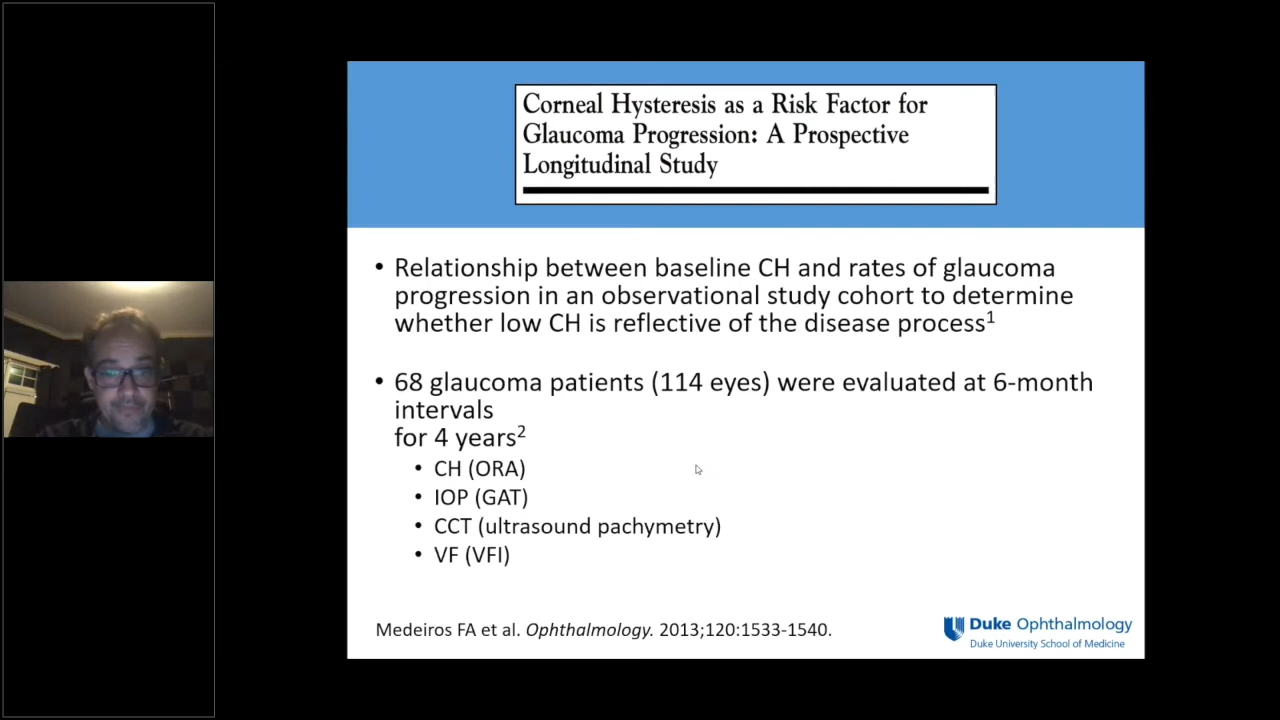 Corneal Hysteresis as a Risk Factor for
Glaucoma Progression: A Prospective
Longitudinal Study
• Relationship between baseline CH and rates of glaucoma
progression in an observational study cohort to determine
whether low CH is reflective of the disease process¹
• 68 glaucoma patients (114 eyes) were evaluated at 6-month
intervals
for 4 years²
• CH (ORA)
• IOP (GAT)
• CCT (ultrasound pachymetry)
• VF (VFI)
Medeiros FA et al. Ophthalmology. 2013;120:1533-1540.
Duke Ophthalmology
Duke University School of Medicine